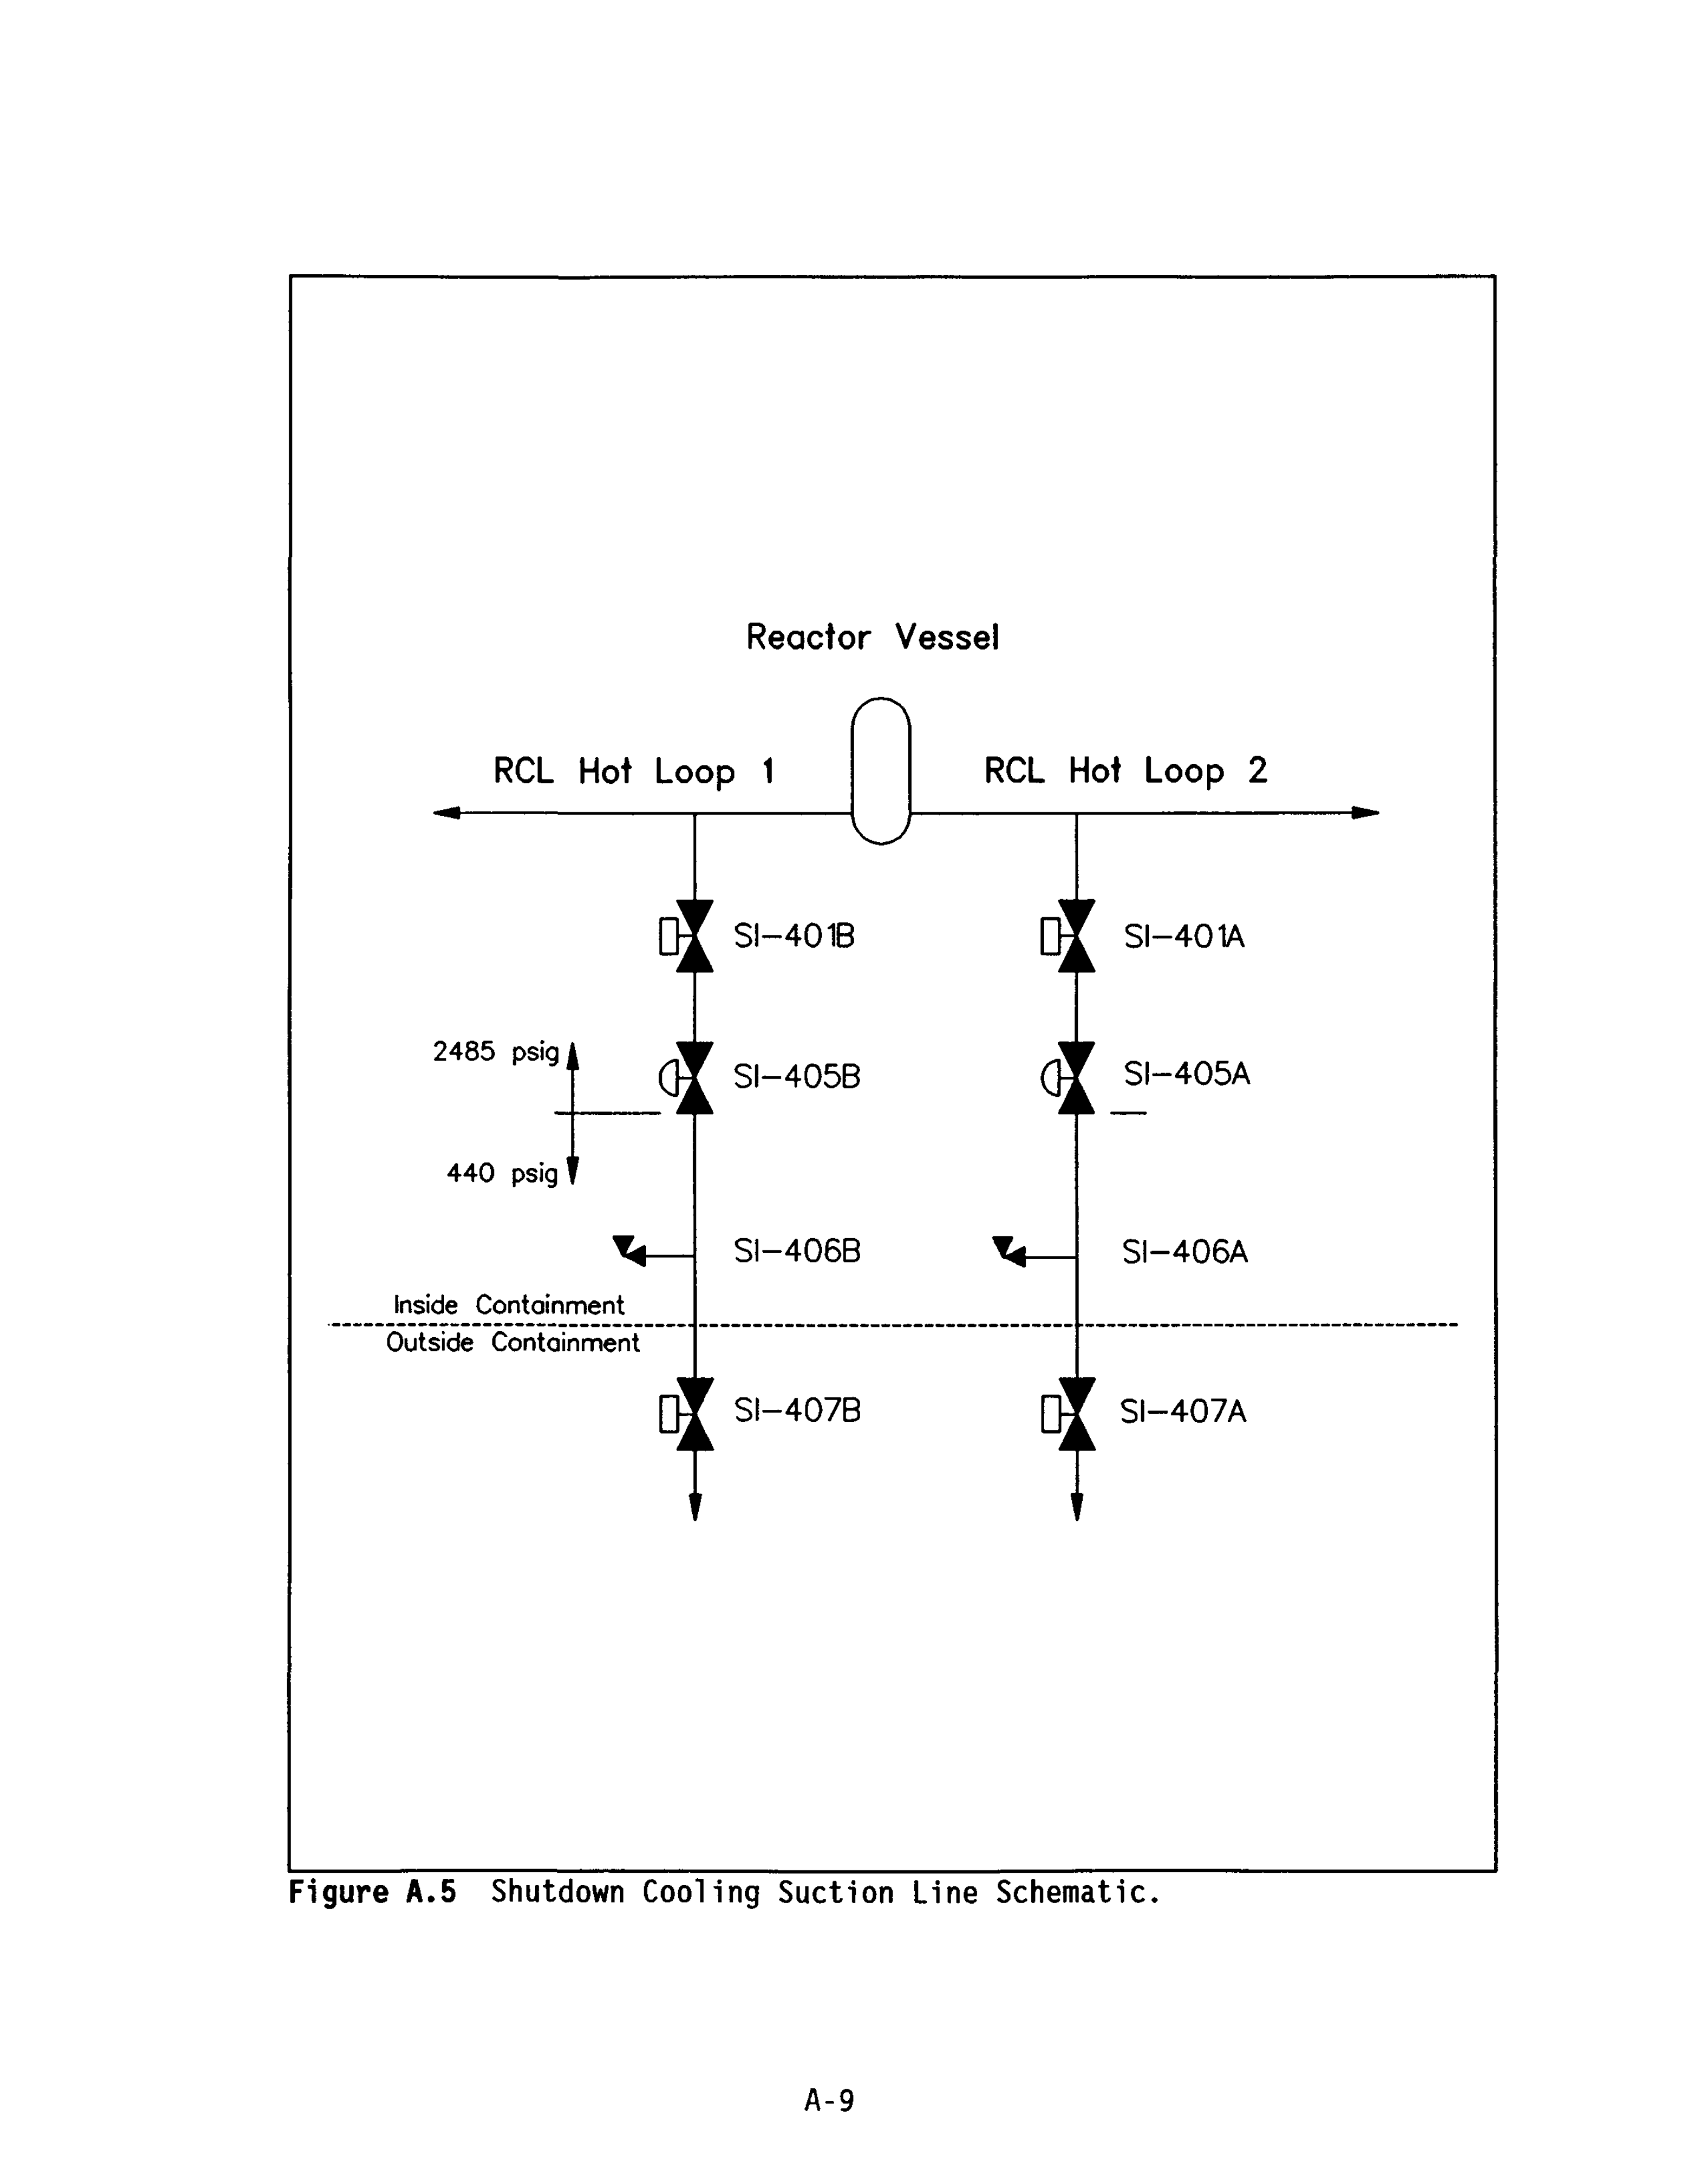 Reactor Vessel
RCL Hot Loop 1
RCL Hot Loop 2
SI-401B
SI-401A
2485 psig
SI-405B
SI-405A
440 psig
SI-406B
SI-406A
Inside Containment
Outside Containment
SI-407B
SI-407A
Figure A.5 Shutdown Cooling Suction Line Schematic.
A-9